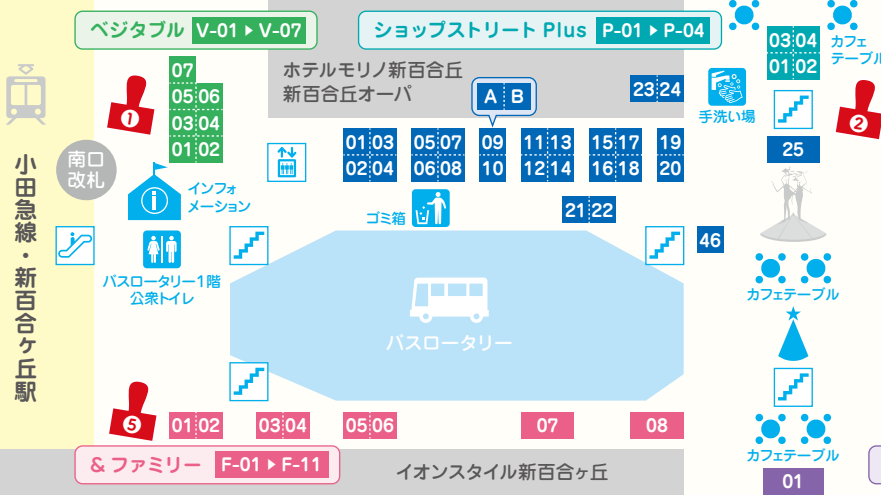 ベジタブル V-01 ▸ V-07
ショップストリート Plus P-01 ▸ P-04
07
05 06
03 04
01 02
1
ホテルモリノ新百合丘
新百合丘オーパ
A B
23 24
手洗い場
03 04
01 02
カフェ
テーブル
2
25
南口
改札
小田急線・新百合ヶ丘駅
インフォ
メーション
01 03
02 04
05 07
06 08
09
10
11 13
12 14
15 17
16 18
19
20
ゴミ箱
21 22
46
バスロータリー1階
公衆トイレ
バスロータリー
カフェテーブル
5
01 02
03 04
05 06
07
08
カフェテーブル
01
& ファミリー F-01 ▸ F-11
イオンスタイル新百合ヶ丘